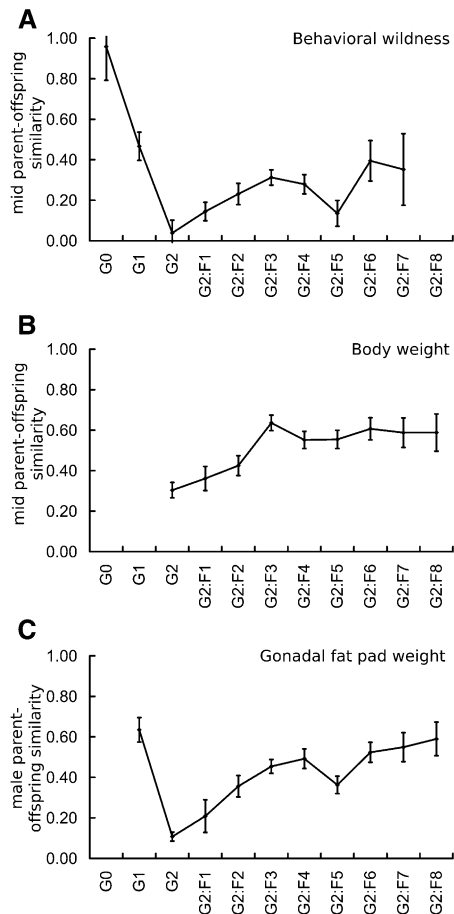 A
Behavioral wildness
mid parent-offspring
similarity
1.00
0.80
0.60
0.40
0.20
0.00
G0
G1
G2
G2:F1
G2:F2
G2:F3
G2:F4
G2:F5
G2:F6
G2:F7
G2:F8
B
Body weight
mid parent-offspring
similarity
1.00
0.80
0.60
0.40
0.20
0.00
G0
G1
G2
G2:F1
G2:F2
G2:F3
G2:F4
G2:F5
G2:F6
G2:F7
G2:F8
C
Gonadal fat pad weight
male parent-
offspring similarity
1.00
0.80
0.60
0.40
0.20
0.00
G0
G1
G2
G2:F1
G2:F2
G2:F3
G2:F4
G2:F5
G2:F6
G2:F7
G2:F8